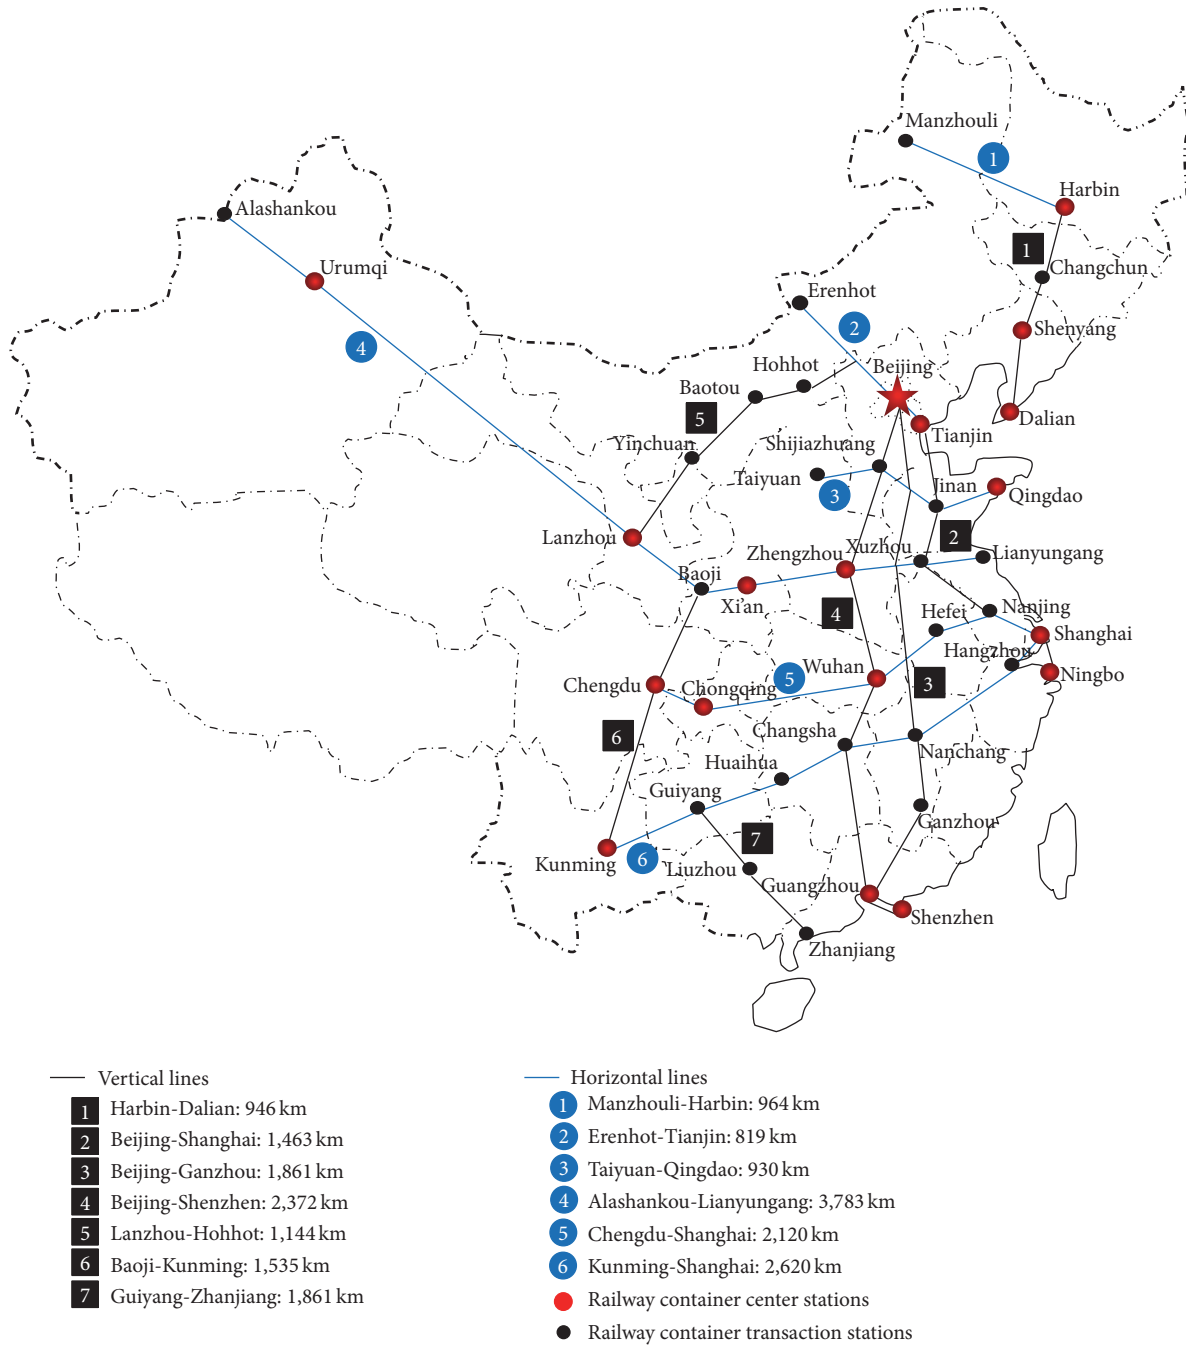 Manzhouli
1
Harbin
Alashankou
1
Changchun
Urumqi
Erenhot
2
Shenyang
4
Hohhot
Beijing
Baotou
5
Dalian
Yinchuan
Shijiazhuang
Tianjin
Taiyuan
3
Jinan
Qingdao
Lanzhou
Zhengzhou
Xuzhou
2
Lianyungang
Baoji
Xi'an
4
Hefei
Nanjing
Shanghai
Hangzhou
Chengdu
Chongqing
5
Wuhan
3
Ningbo
6
Changsha
Nanchang
Huaihua
Guiyang
Ganzhou
7
Kunming
6
Liuzhou
Guangzhou
Shenzhen
Zhanjiang
Vertical lines
1 Harbin-Dalian: 946 km
2 Beijing-Shanghai: 1,463 km
3 Beijing-Ganzhou: 1,861 km
4 Beijing-Shenzhen: 2,372 km
5 Lanzhou-Hohhot: 1,144 km
6 Baoji-Kunming: 1,535 km
7 Guiyang-Zhanjiang: 1,861 km
Horizontal lines
1 Manzhouli-Harbin: 964 km
2 Erenhot-Tianjin: 819 km
3 Taiyuan-Qingdao: 930 km
4 Alashankou-Lianyungang: 3,783 km
5 Chengdu-Shanghai: 2,120 km
6 Kunming-Shanghai: 2,620 km
Railway container center stations
Railway container transaction stations